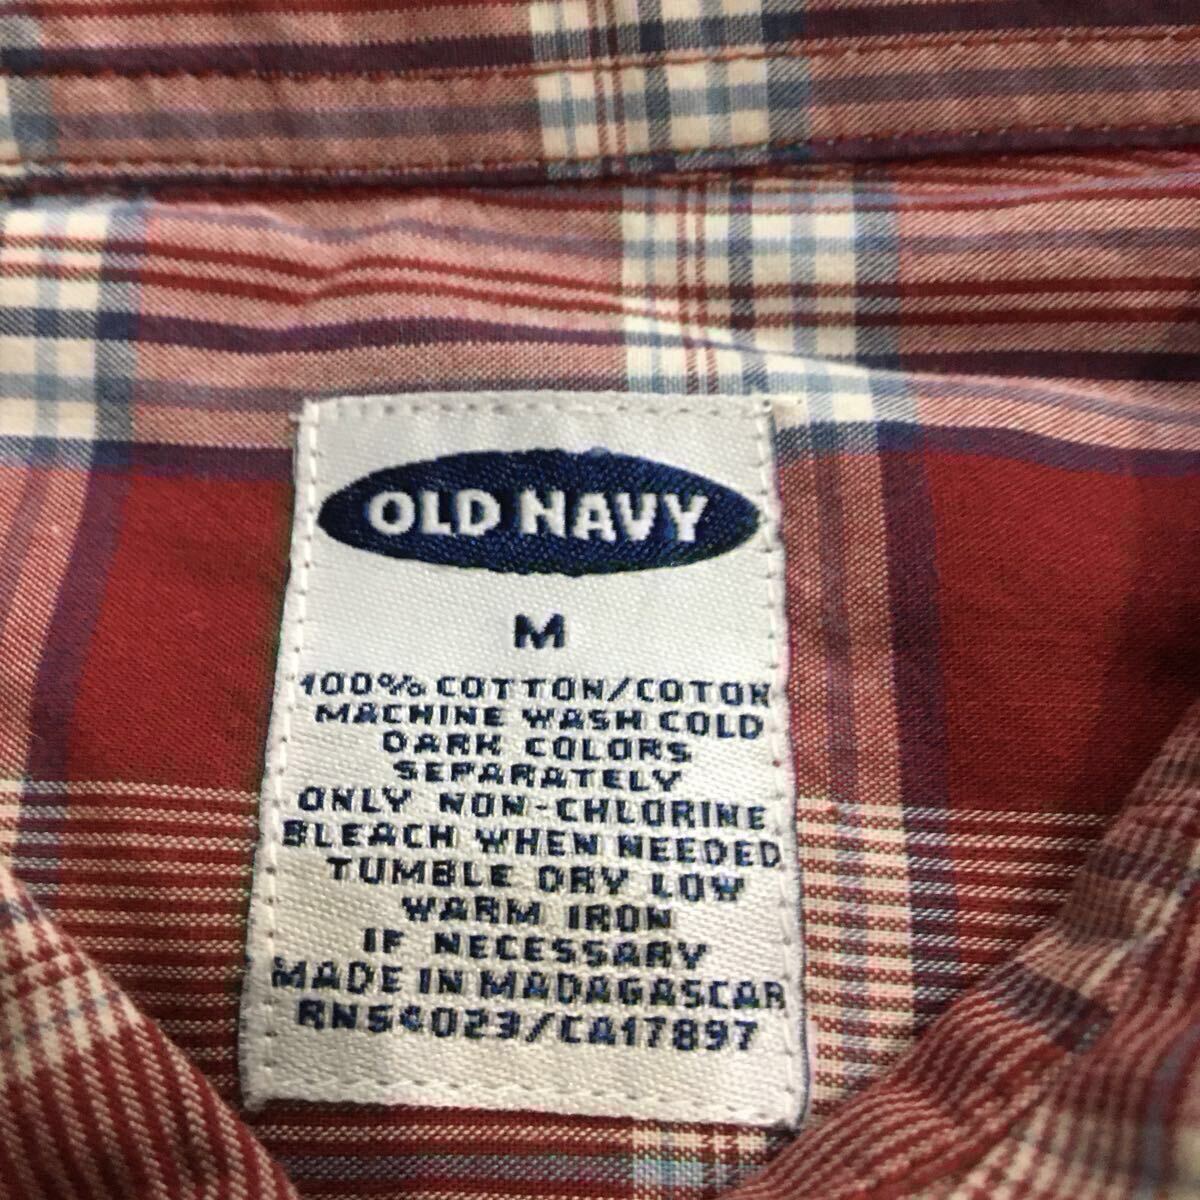 OLD NAVY
M
100% COTTON/COTON
MACHINE WASH COLD
DARK COLORS
SEPARATELY
ONLY NON-CHLORINE
BLEACH WHEN NEEDED
TUMBLE DRY LOW
WARM IRON
IF NECESSARY
MADE IN MADAGASCAR
RN54023/CA17897